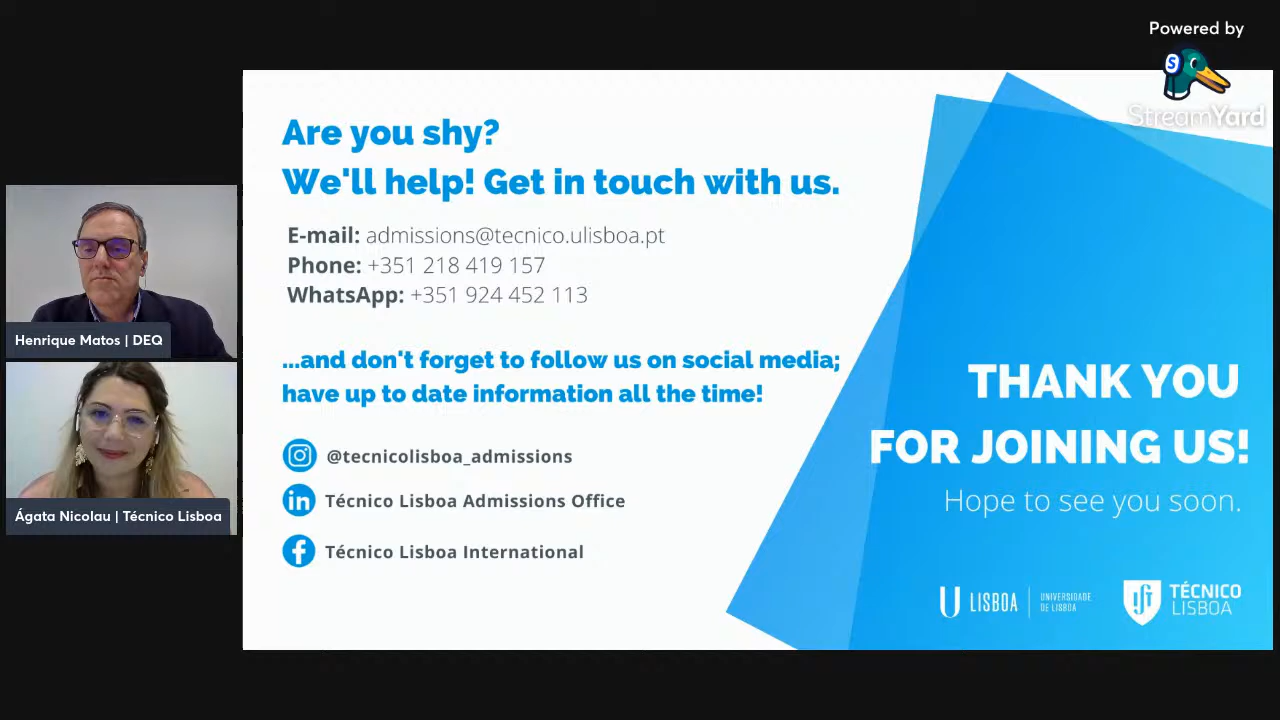 Powered by
S
StreamYard
Are you shy?
We'll help! Get in touch with us.
E-mail: admissions@tecnico.ulisboa.pt
Phone: +351 218 419 157
WhatsApp: +351 924 452 113
...and don't forget to follow us on social media;
have up to date information all the time!
@tecnicolisboa_admissions
in Técnico Lisboa Admissions Office
f Técnico Lisboa International
THANK YOU
FOR JOINING US!
Hope to see you soon.
U LISBOA | UNIVERSIDADE
DE LISBOA
TÉCNICO
LISBOA
Henrique Matos | DEQ
Ágata Nicolau | Técnico Lisboa